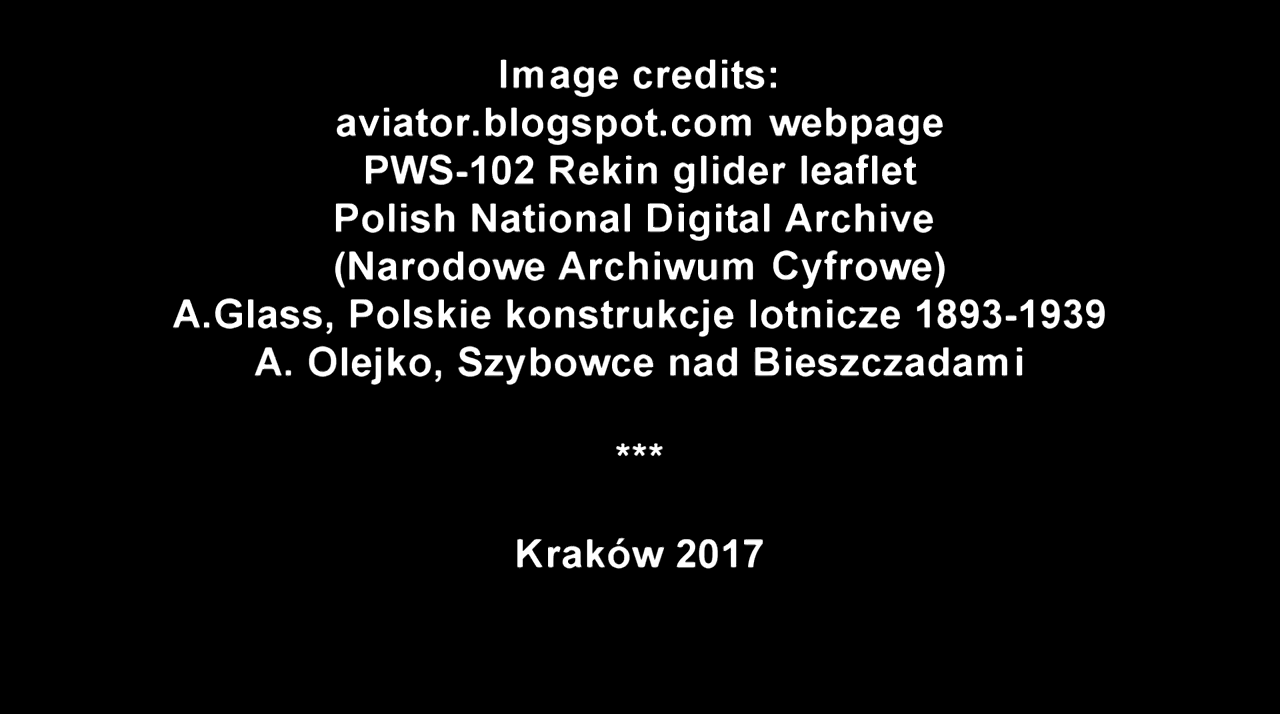 Image credits:
aviator.blogspot.com webpage
PWS-102 Rekin glider leaflet
Polish National Digital Archive
(Narodowe Archiwum Cyfrowe)
A.Glass, Polskie konstrukcje lotnicze 1893-1939
A. Olejko, Szybowce nad Bieszczadami
***
Kraków 2017